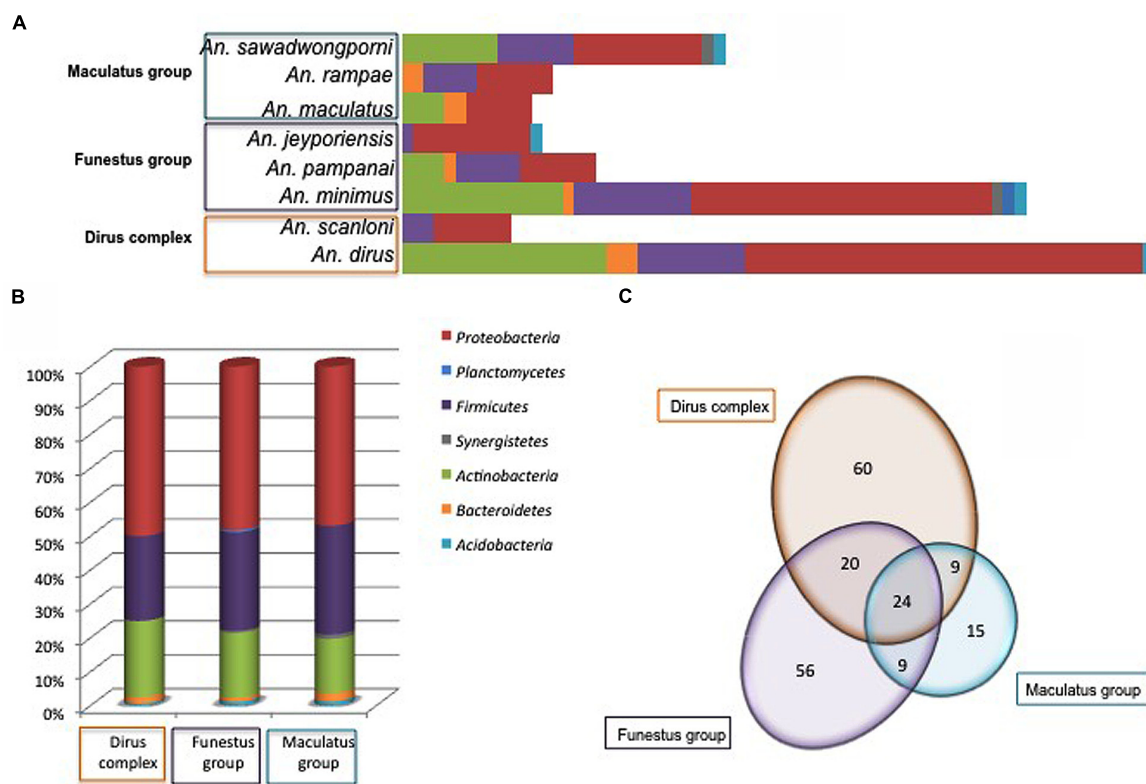 A
Maculatus group
An. sawadwongporni
An. rampae
An. maculatus
Funestus group
An. jeyporiensis
An. pampanai
An. minimus
Dirus complex
An. scanloni
An. dirus
B
100%
90%
80%
70%
60%
50%
40%
30%
20%
10%
0%
Dirus
complex
Funestus
group
Maculatus
group
Proteobacteria
Planctomycetes
Firmicutes
Synergistetes
Actinobacteria
Bacteroidetes
Acidobacteria
C
Dirus complex
60
20
9
24
15
56
9
Maculatus group
Funestus group